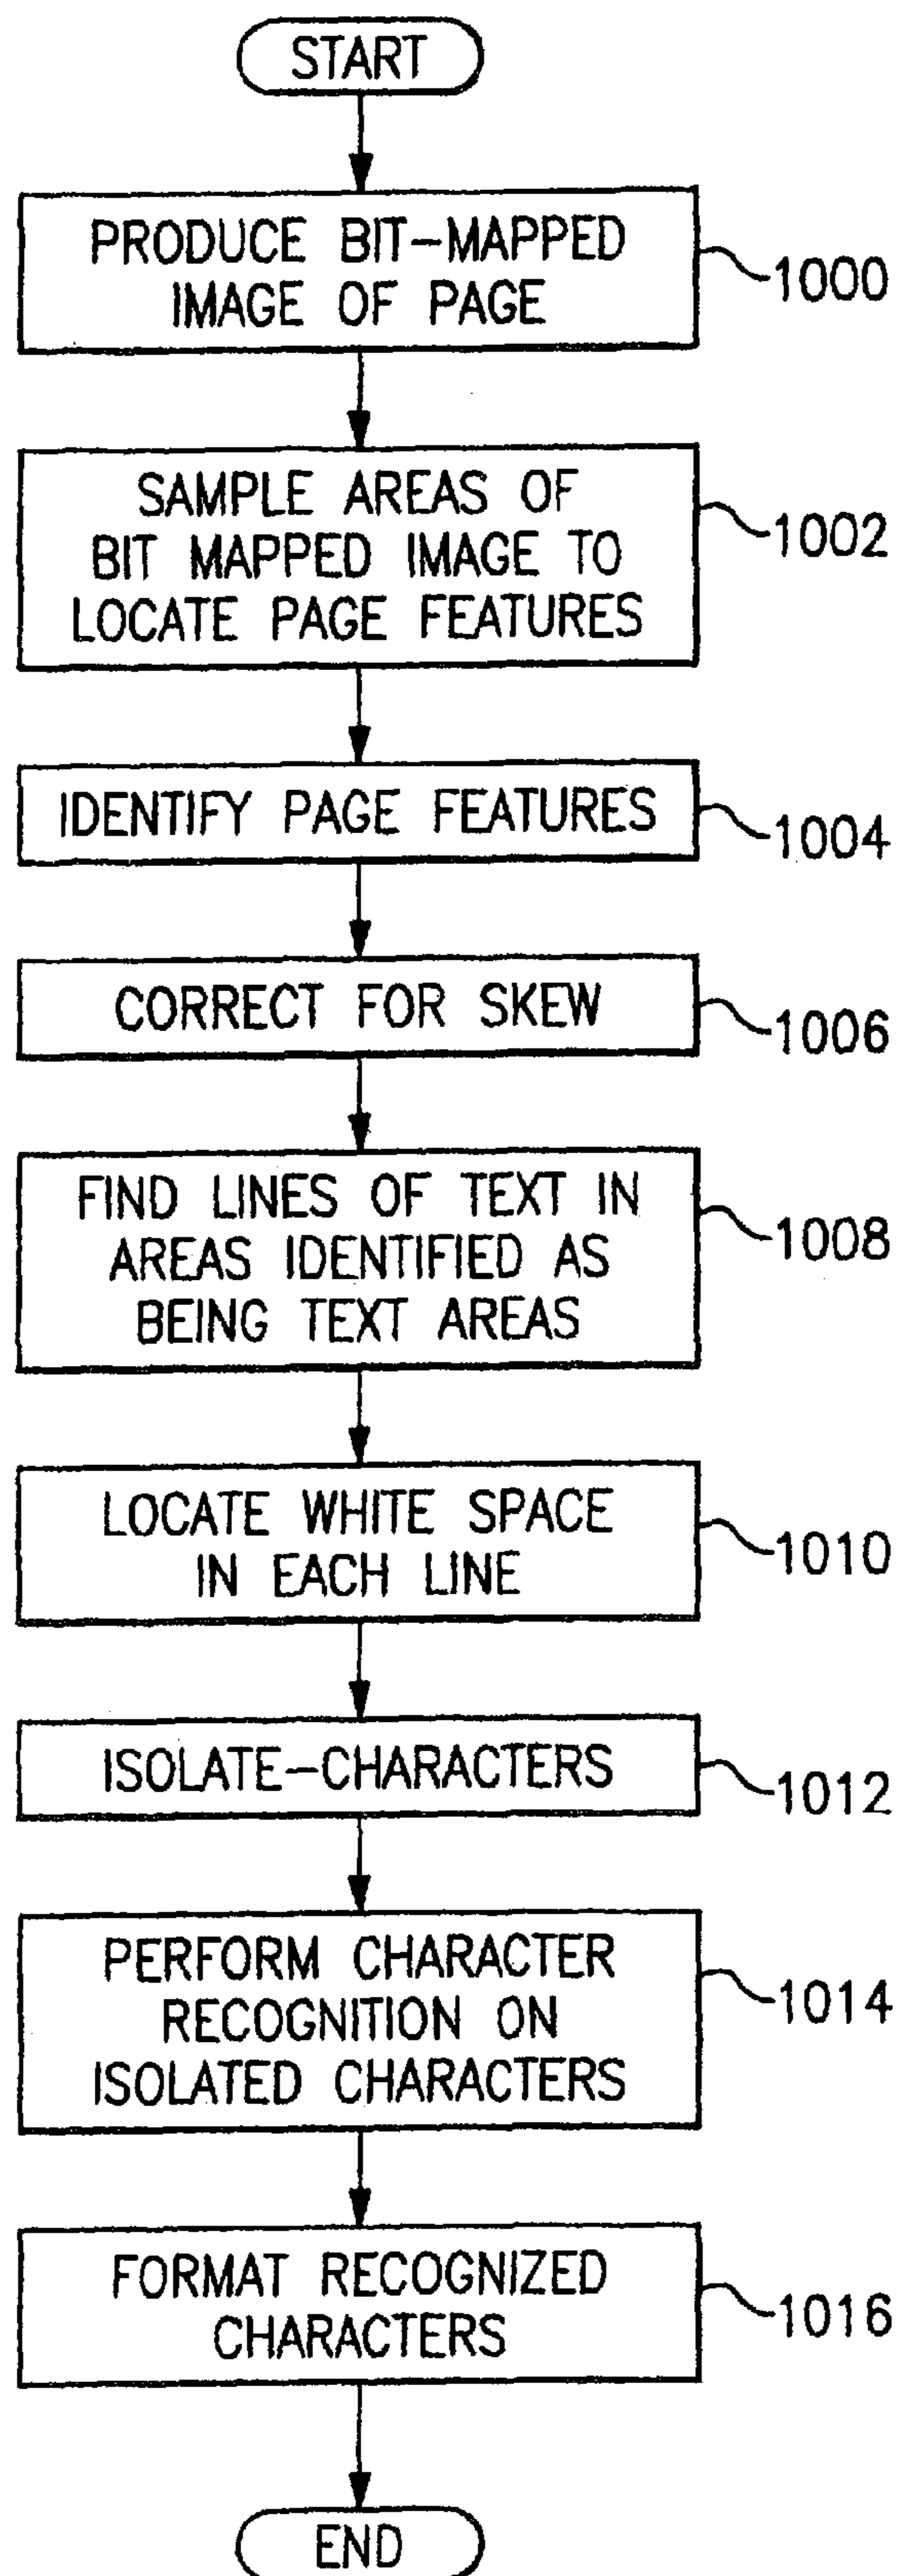 START
PRODUCE BIT-MAPPED
IMAGE OF PAGE
1000
SAMPLE AREAS OF
BIT MAPPED IMAGE TO
LOCATE PAGE FEATURES
1002
IDENTIFY PAGE FEATURES
1004
CORRECT FOR SKEW
1006
FIND LINES OF TEXT IN
AREAS IDENTIFIED AS
BEING TEXT AREAS
1008
LOCATE WHITE SPACE
IN EACH LINE
1010
ISOLATE-CHARACTERS
1012
PERFORM CHARACTER
RECOGNITION ON
ISOLATED CHARACTERS
1014
FORMAT RECOGNIZED
CHARACTERS
1016
END